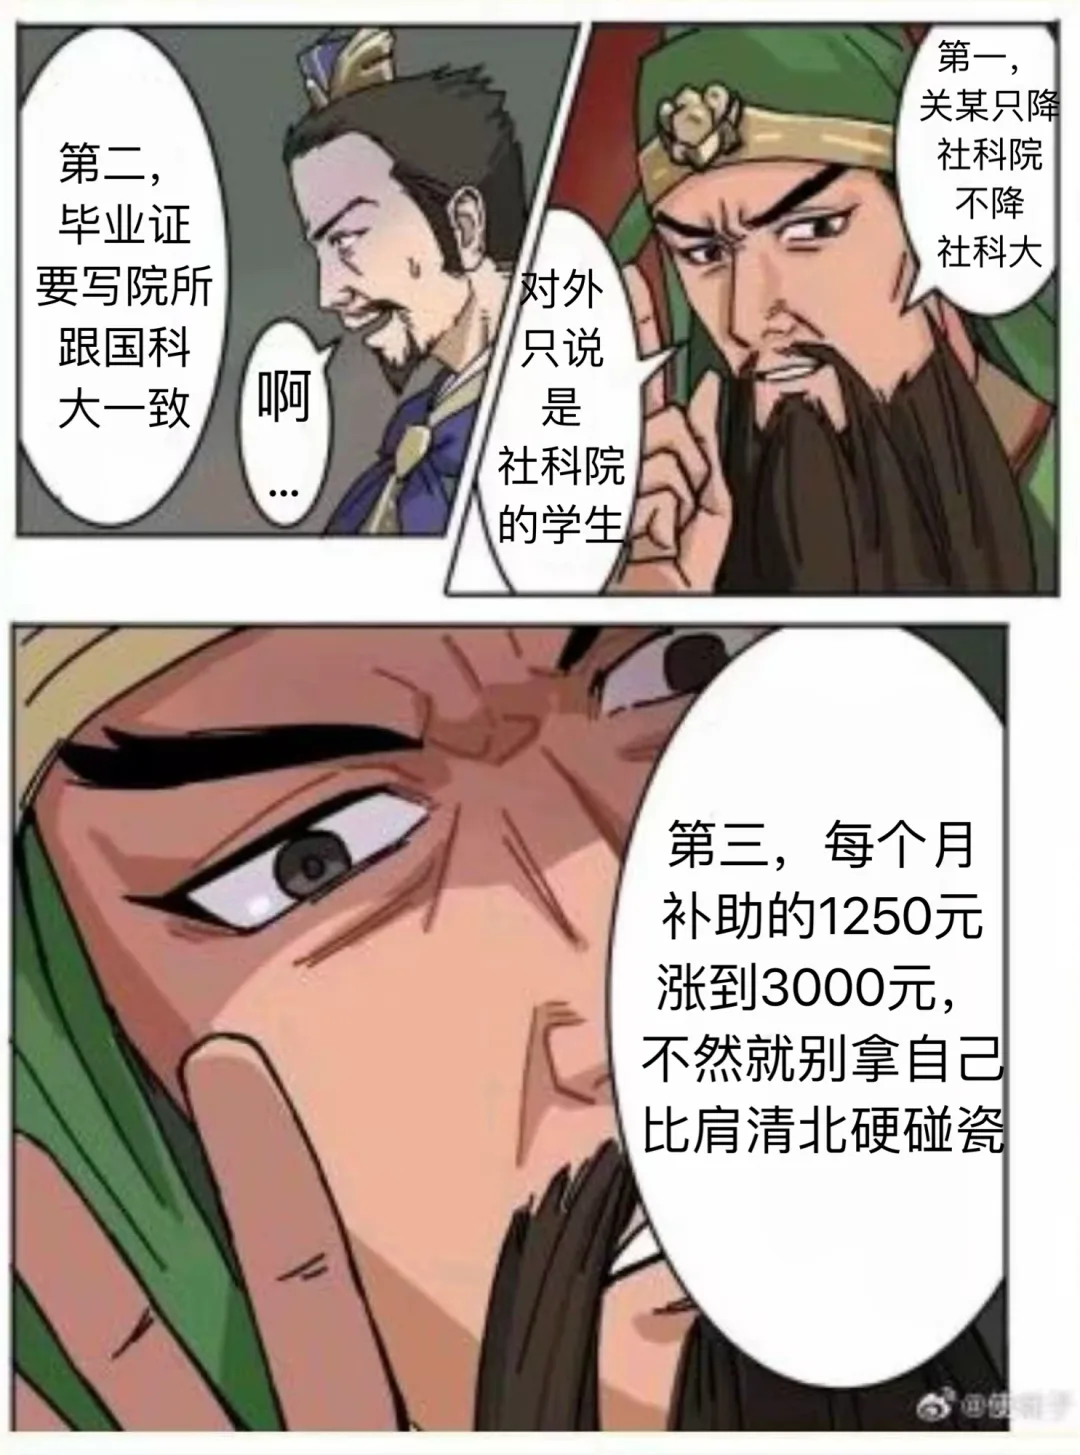 第一，
关某只降
社科院
不降
社科大
对外
只说
是
社科院
的学生
第二，
毕业证
要写院所
跟国科
大一致
啊
...
第三，每个月
补助的1250元
涨到3000元，
不然就别拿自己
比肩清北硬碰瓷